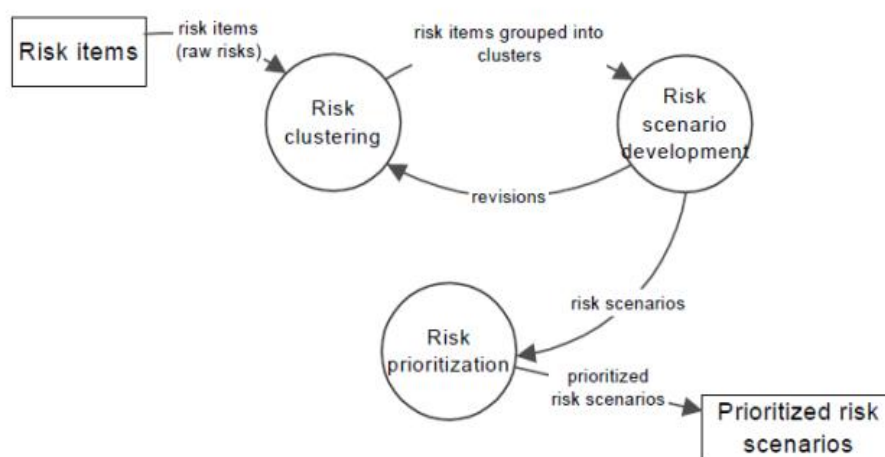 Risk items
risk items
(raw risks)
Risk
clustering
risk items grouped into
clusters
Risk
scenario
development
revisions
risk scenarios
Risk
prioritization
prioritized
risk scenarios
Prioritized risk
scenarios